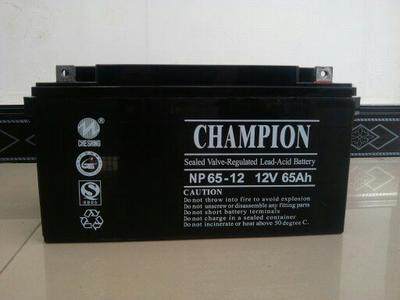 CHESHING
CHAMPION
Sealed Valve-Regulated Lead-Acid Battery
NP 65-12 12V 65Ah
CAUTION
Do not throw into fire to avoid explosion
Do not unscrew or disassemble any fitting parts
Do not short battery terminals
Do not charge in a sealed container
Do not incinerate or heat above 50 degree C.